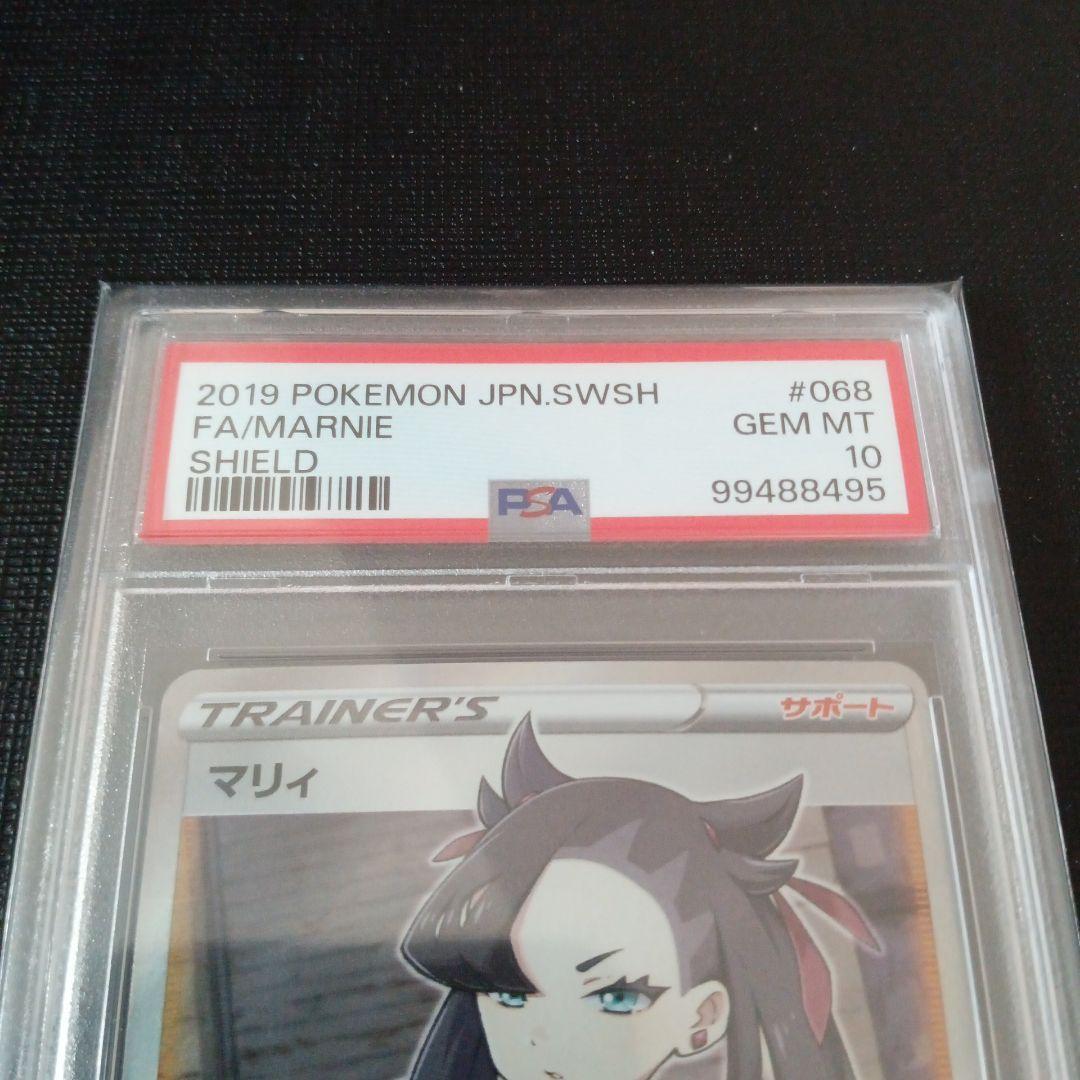 2019 POKEMON JPN.SWSH #068
FA/MARNIE GEM MT
SHIELD 10
PSA 99488495
TRAINER'S サポート
マリィ